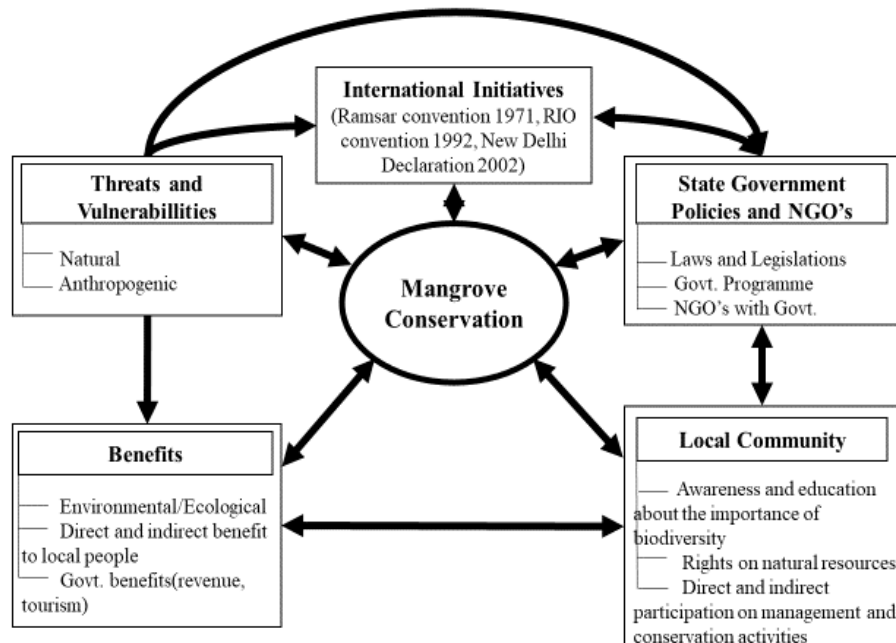 International Initiatives
(Ramsar convention 1971, RIO
convention 1992, New Delhi
Declaration 2002)
Threats and
Vulnerabillities
Natural
Anthropogenic
State Government
Policies and NGO's
Laws and Legislations
Govt. Programme
NGO's with Govt.
Mangrove
Conservation
Benefits
Environmental/Ecological
Direct and indirect benefit
to local people
Govt. benefits(revenue,
tourism)
Local Community
Awareness and education
about the importance of
biodiversity
Rights on natural resources
Direct and indirect
participation on management and
conservation activities